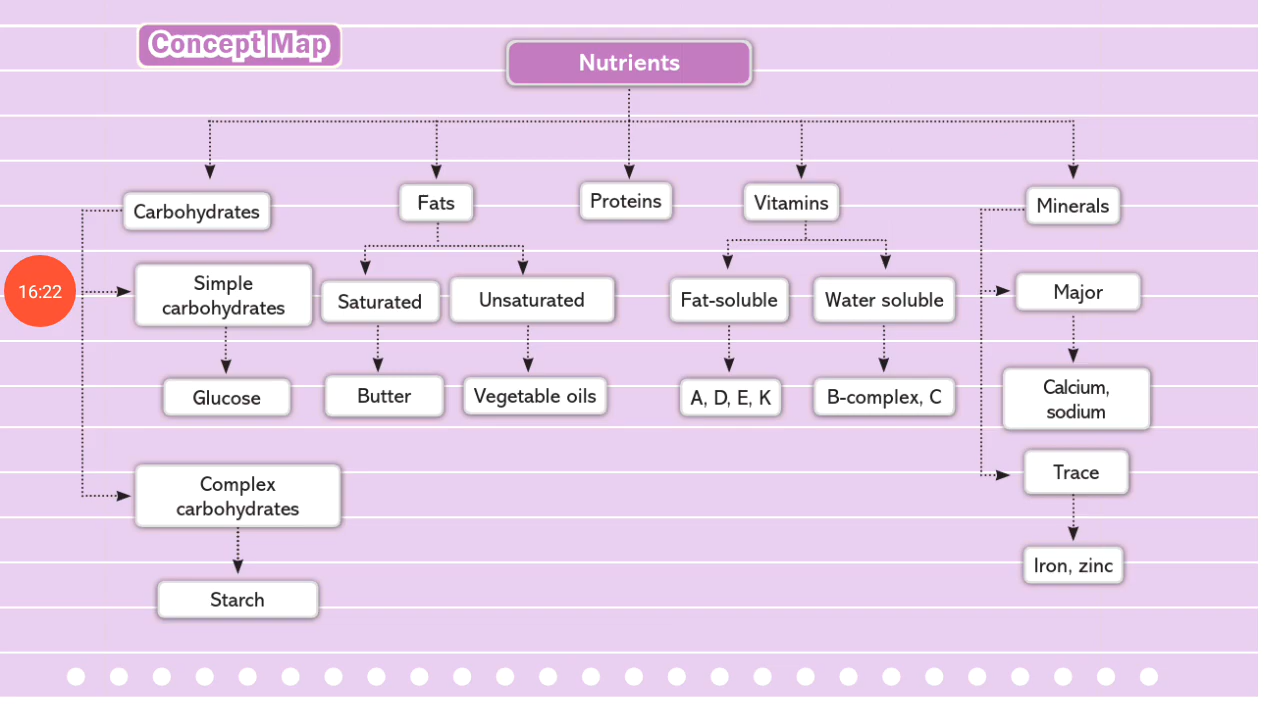 Concept Map
Nutrients
Carbohydrates
Fats
Proteins
Vitamins
Minerals
Simple
carbohydrates
Saturated
Unsaturated
Fat-soluble
Water soluble
Major
16:22
Glucose
Butter
Vegetable oils
A, D, E, K
B-complex, C
Calcium,
sodium
Complex
carbohydrates
Trace
Starch
Iron, zinc